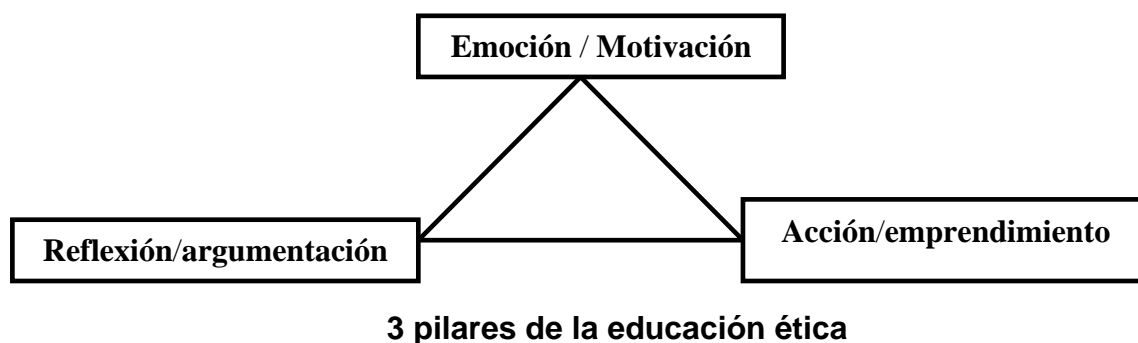 Emoción / Motivación
Reflexión/argumentación
Acción/emprendimiento
3 pilares de la educación ética